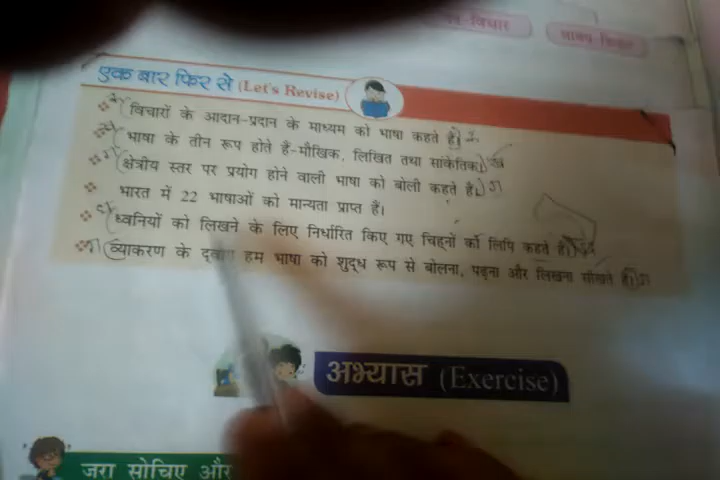 वाक्य विचार
एक बार फिर से (Let's Revise)
विचारों के आदान-प्रदान के माध्यम को भाषा कहते हैं।
भाषा के तीन रूप होते हैं-मौखिक, लिखित तथा सांकेतिक।
क्षेत्रीय स्तर पर प्रयोग होने वाली भाषा को बोली कहते हैं।
भारत में 22 भाषाओं को मान्यता प्राप्त हैं।
ध्वनियों को लिखने के लिए निर्धारित किए गए चिह्नों को लिपि कहते हैं।
व्याकरण के द्वारा हम भाषा को शुद्ध रूप से बोलना, पढ़ना और लिखना सीखते हैं।
अभ्यास (Exercise)
जरा सोचिए और